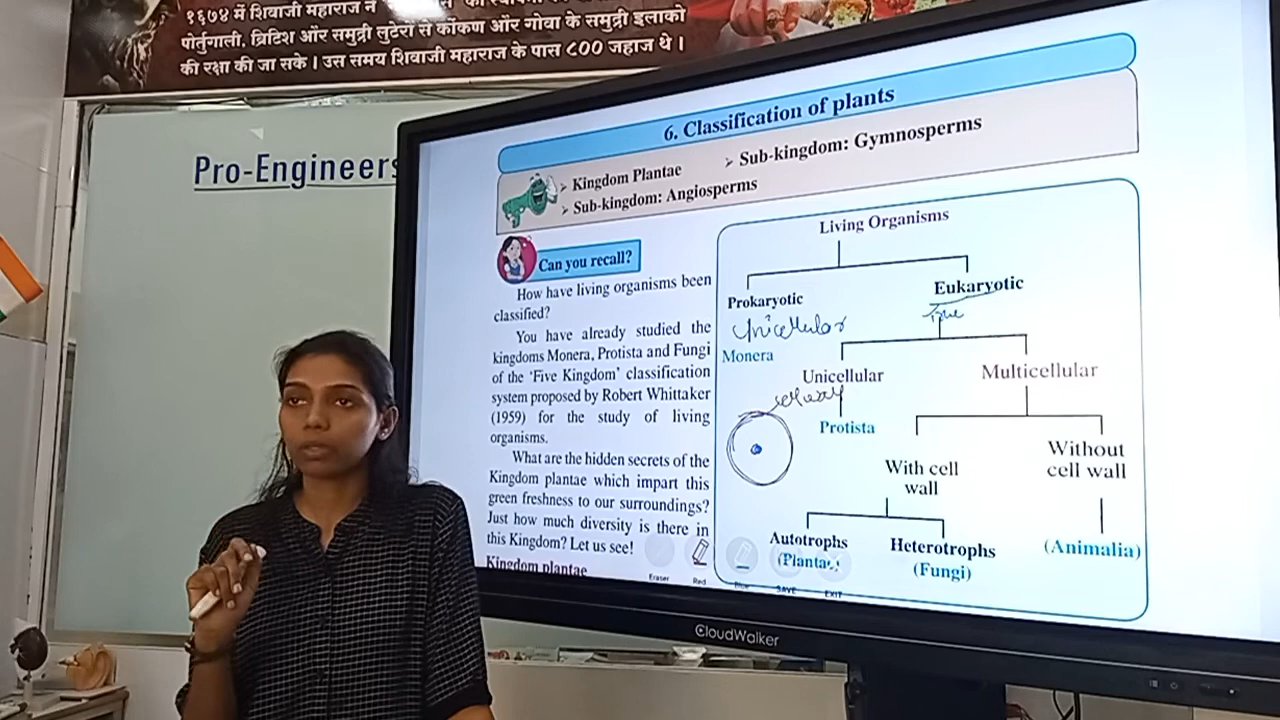 १६७४ में शिवाजी महाराज ने
पोर्तुगाली, ब्रिटिश और समुद्री लुटेरों से कोंकण और गोवा के समुद्री इलाको
की रक्षा की जा सके । उस समय शिवाजी महाराज के पास ८०० जहाज थे ।
Pro-Engineers
6. Classification of plants
➢ Kingdom Plantae
➢ Sub-kingdom: Gymnosperms
➢ Sub-kingdom: Angiosperms
Can you recall?
How have living organisms been
classified?
You have already studied the
kingdoms Monera, Protista and Fungi
of the ‘Five Kingdom’ classification
system proposed by Robert Whittaker
(1959) for the study of living
organisms.
What are the hidden secrets of the
Kingdom plantae which impart this
green freshness to our surroundings?
Just how much diversity is there in
this Kingdom? Let us see!
Kingdom plantae
Living Organisms
Prokaryotic
Eukaryotic
Unicellular
True
Monera
Unicellular
Multicellular
Protista
With cell
wall
Without
cell wall
Autotrophs
Heterotrophs
(Animalia)
(Fungi)
Eraser
Red
Blue
SAVE
EXIT
CloudWalker